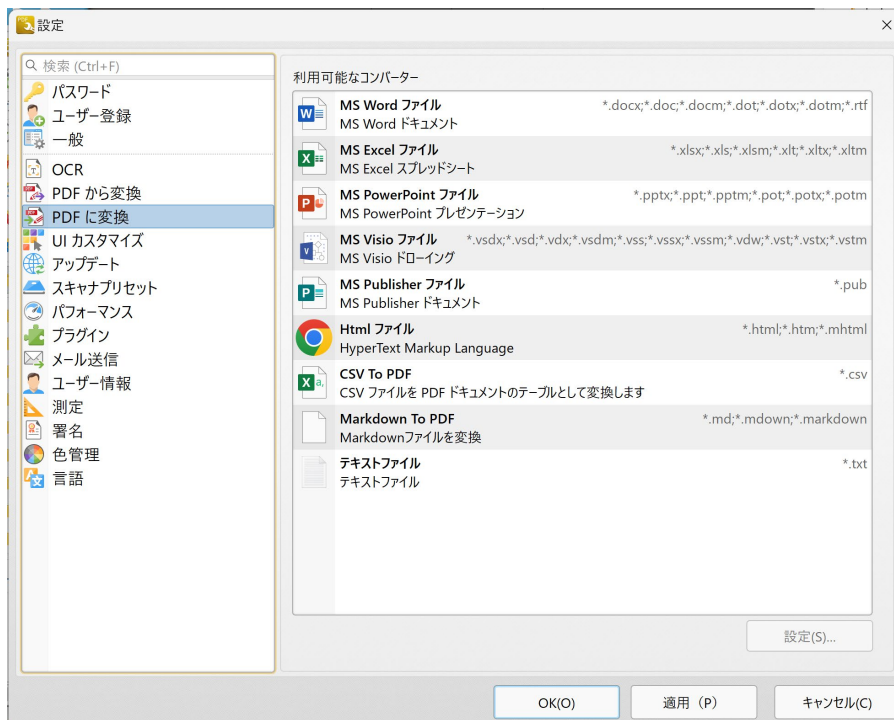 設定
検索 (Ctrl+F)
パスワード
ユーザー登録
一般
OCR
PDF から変換
PDF に変換
UI カスタマイズ
アップデート
スキャナプリセット
パフォーマンス
プラグイン
メール送信
ユーザー情報
測定
署名
色管理
言語
利用可能なコンバーター
MS Word ファイル *.docx;*.doc;*.docm;*.dot;*.dotx;*.dotm;*.rtf
MS Word ドキュメント
MS Excel ファイル *.xlsx;*.xls;*.xlsm;*.xlt;*.xltx;*.xltm
MS Excel スプレッドシート
MS PowerPoint ファイル *.pptx;*.ppt;*.pptm;*.pot;*.potx;*.potm
MS PowerPoint プレゼンテーション
MS Visio ファイル *.vsdx;*.vsd;*.vdx;*.vsdm;*.vss;*.vssx;*.vssm;*.vdw;*.vst;*.vstx;*.vstm
MS Visio ドローイング
MS Publisher ファイル *.pub
MS Publisher ドキュメント
Html ファイル *.html;*.htm;*.mhtml
HyperText Markup Language
CSV To PDF *.csv
CSV ファイルを PDF ドキュメントのテーブルとして変換します
Markdown To PDF *.md;*.mdown;*.markdown
Markdownファイルを変換
テキストファイル *.txt
テキストファイル
設定(S)...
OK(O) 適用（P） キャンセル(C)